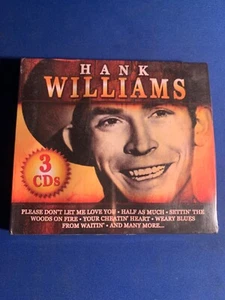 HANK
WILLIAMS
3
CDs
PLEASE DON'T LET ME LOVE YOU • HALF AS MUCH • SETTIN' THE
WOODS ON FIRE • YOUR CHEATIN' HEART • WEARY BLUES
FROM WAITIN' • AND MANY MORE...